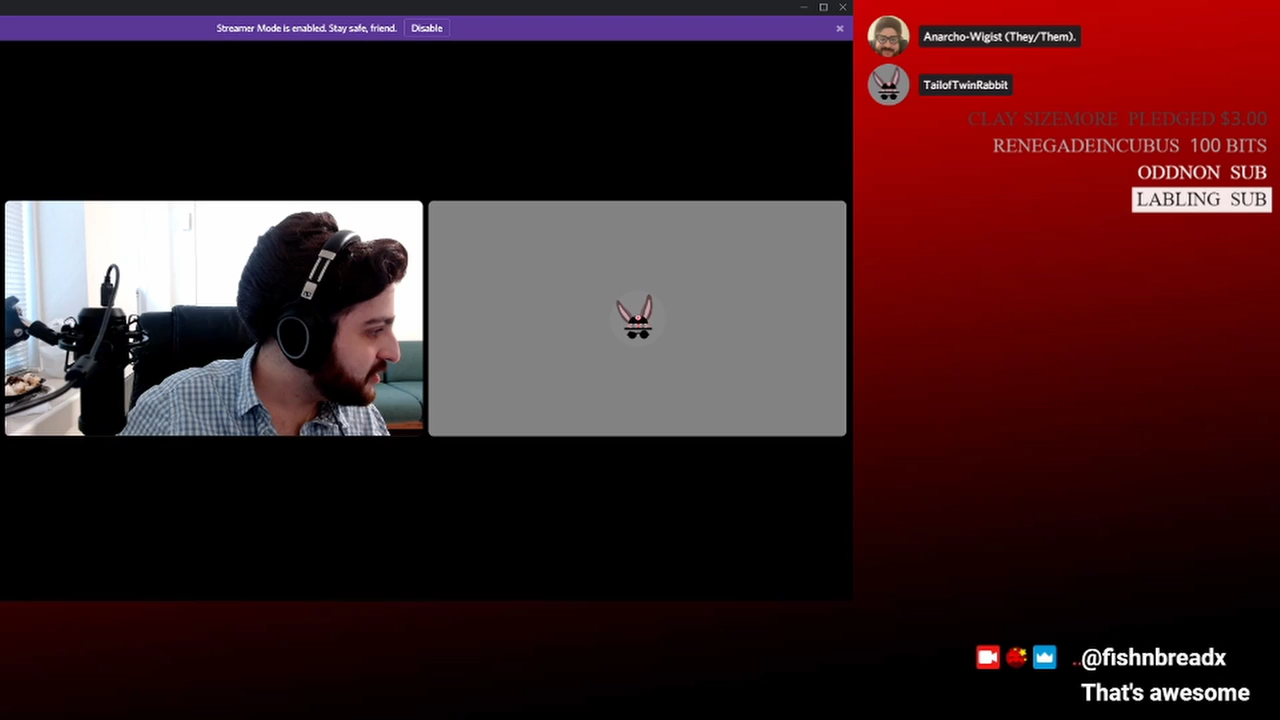 Streamer Mode is enabled. Stay safe, friend. Disable
Anarcho-Wigist (They/Them).
TailofTwinRabbit
CLAY SIZEMORE PLEDGED $3.00
RENEGADEINCUBUS 100 BITS
ODDNON SUB
LABLING SUB
..@fishnbreadx
That's awesome